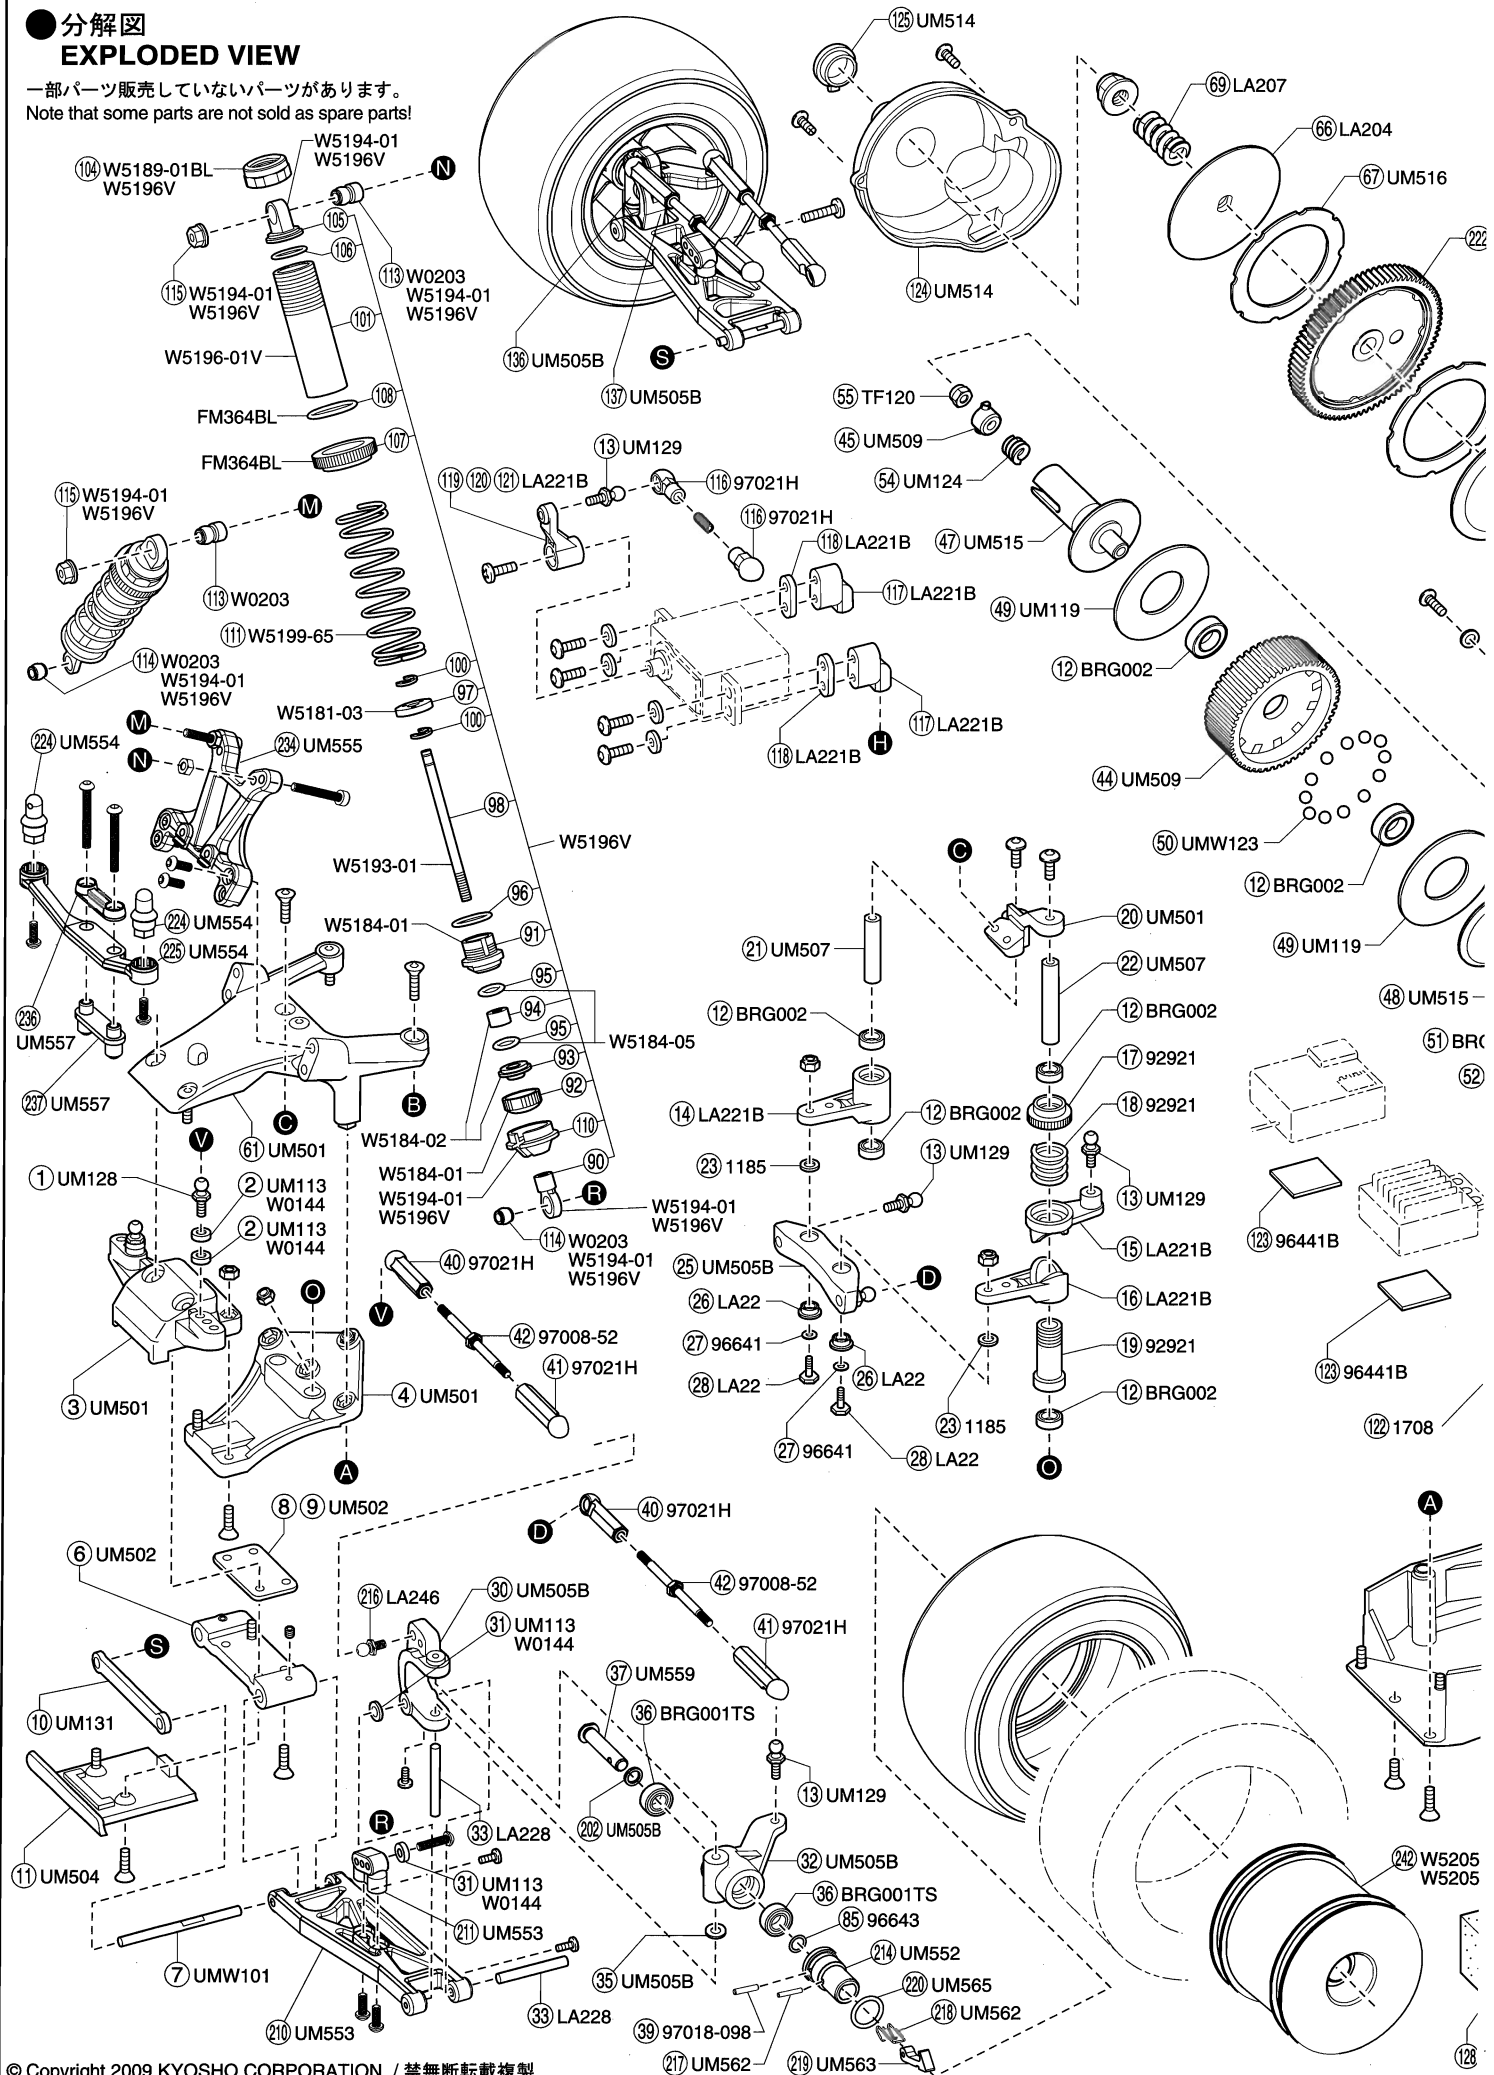 ●分解図
EXPLODED VIEW
一部パーツ販売していないパーツがあります。
Note that some parts are not sold as spare parts!
104 W5189-01BL
W5196V
W5194-01
W5196V
N
105
106
113 W0203
W5194-01
W5196V
115 W5194-01
W5196V
101
W5196-01V
108
FM364BL
107
FM364BL
115 W5194-01
W5196V
M
113 W0203
111 W5199-65
114 W0203
W5194-01
W5196V
100
97
W5181-03
100
98
W5196V
W5193-01
96
W5184-01
91
95
94
95
W5184-05
93
92
W5184-02
110
W5184-01
90
W5194-01
W5196V
R
W5194-01
W5196V
114 W0203
W5194-01
W5196V
M
N
224 UM554
234 UM555
224 UM554
225 UM554
236
UM557
237 UM557
61 UM501
C
B
V
1 UM128
2 UM113
W0144
2 UM113
W0144
O
3 UM501
4 UM501
A
40 97021H
V
42 97008-52
41 97021H
8 9 UM502
6 UM502
S
10 UM131
11 UM504
7 UMW101
210 UM553
216 LA246
30 UM505B
31 UM113
W0144
R
33 LA228
31 UM113
W0144
211 UM553
33 LA228
D
40 97021H
42 97008-52
41 97021H
37 UM559
36 BRG001TS
202 UM505B
13 UM129
32 UM505B
36 BRG001TS
85 96643
35 UM505B
214 UM552
220 UM565
218 UM562
39 97018-098
217 UM562
219 UM563
125 UM514
124 UM514
136 UM505B
137 UM505B
S
69 LA207
66 LA204
67 UM516
222
55 TF120
45 UM509
54 UM124
47 UM515
49 UM119
12 BRG002
44 UM509
50 UMW123
12 BRG002
49 UM119
48 UM515
51 BR
52
13 UM129
119 120 121 LA221B
116 97021H
116 97021H
118 LA221B
117 LA221B
117 LA221B
118 LA221B
H
C
20 UM501
21 UM507
22 UM507
12 BRG002
12 BRG002
17 92921
14 LA221B
12 BRG002
18 92921
23 1185
13 UM129
13 UM129
15 LA221B
25 UM505B
D
16 LA221B
26 LA22
27 96641
26 LA22
28 LA22
19 92921
12 BRG002
23 1185
27 96641
28 LA22
O
123 96441B
123 96441B
122 1708
A
242 W5205
W5205
128
© Copyright 2009 KYOSHO CORPORATION / 禁無断転載複製